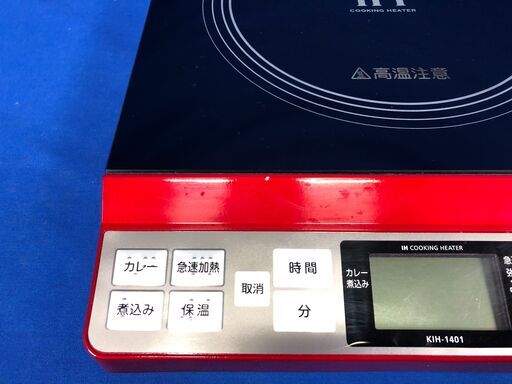 COOKING HEATER
高温注意
IH COOKING HEATER
カレー
急速加熱
時間
取消
煮込み
保温
分
カレー
煮込み
KIH-1401